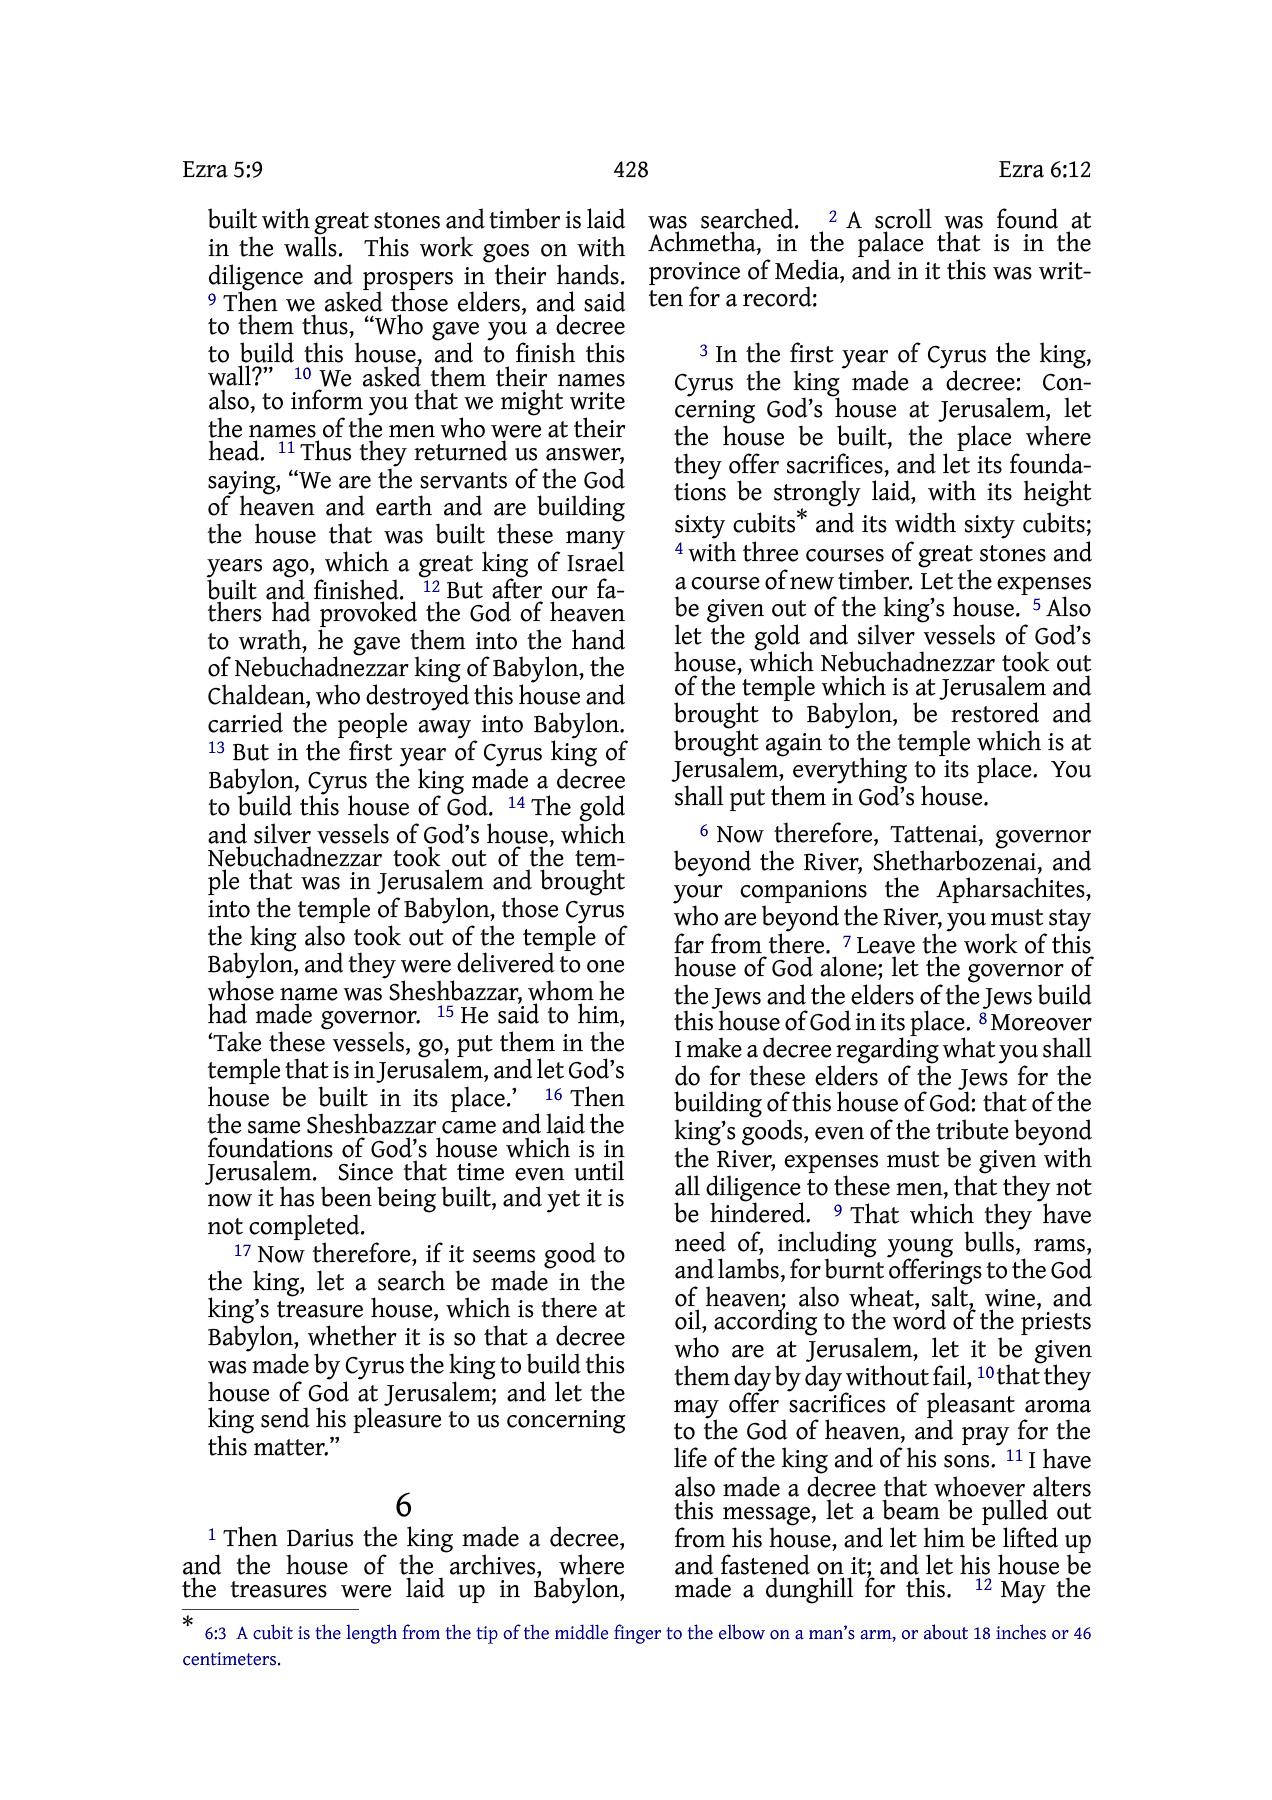 Ezra 5:9 428 Ezra 6:12
built with great stones and timber is laid
in the walls. This work goes on with
diligence and prospers in their hands.
9 Then we asked those elders, and said
to them thus, “Who gave you a decree
to build this house, and to finish this
wall?” 10 We asked them their names
also, to inform you that we might write
the names of the men who were at their
head. 11 Thus they returned us answer,
saying, “We are the servants of the God
of heaven and earth and are building
the house that was built these many
years ago, which a great king of Israel
built and finished. 12 But after our fa-
thers had provoked the God of heaven
to wrath, he gave them into the hand
of Nebuchadnezzar king of Babylon, the
Chaldean, who destroyed this house and
carried the people away into Babylon.
13 But in the first year of Cyrus king of
Babylon, Cyrus the king made a decree
to build this house of God. 14 The gold
and silver vessels of God’s house, which
Nebuchadnezzar took out of the tem-
ple that was in Jerusalem and brought
into the temple of Babylon, those Cyrus
the king also took out of the temple of
Babylon, and they were delivered to one
whose name was Sheshbazzar, whom he
had made governor. 15 He said to him,
‘Take these vessels, go, put them in the
temple that is in Jerusalem, and let God’s
house be built in its place.’ 16 Then
the same Sheshbazzar came and laid the
foundations of God’s house which is in
Jerusalem. Since that time even until
now it has been being built, and yet it is
not completed.
17 Now therefore, if it seems good to
the king, let a search be made in the
king’s treasure house, which is there at
Babylon, whether it is so that a decree
was made by Cyrus the king to build this
house of God at Jerusalem; and let the
king send his pleasure to us concerning
this matter.”
6
1 Then Darius the king made a decree,
and the house of the archives, where
the treasures were laid up in Babylon,
was searched. 2 A scroll was found at
Achmetha, in the palace that is in the
province of Media, and in it this was writ-
ten for a record:
3 In the first year of Cyrus the king,
Cyrus the king made a decree: Con-
cerning God’s house at Jerusalem, let
the house be built, the place where
they offer sacrifices, and let its founda-
tions be strongly laid, with its height
sixty cubits* and its width sixty cubits;
4 with three courses of great stones and
a course of new timber. Let the expenses
be given out of the king’s house. 5 Also
let the gold and silver vessels of God’s
house, which Nebuchadnezzar took out
of the temple which is at Jerusalem and
brought to Babylon, be restored and
brought again to the temple which is at
Jerusalem, everything to its place. You
shall put them in God’s house.
6 Now therefore, Tattenai, governor
beyond the River, Shetharbozenai, and
your companions the Apharsachites,
who are beyond the River, you must stay
far from there. 7 Leave the work of this
house of God alone; let the governor of
the Jews and the elders of the Jews build
this house of God in its place. 8 Moreover
I make a decree regarding what you shall
do for these elders of the Jews for the
building of this house of God: that of the
king’s goods, even of the tribute beyond
the River, expenses must be given with
all diligence to these men, that they not
be hindered. 9 That which they have
need of, including young bulls, rams,
and lambs, for burnt offerings to the God
of heaven; also wheat, salt, wine, and
oil, according to the word of the priests
who are at Jerusalem, let it be given
them day by day without fail, 10 that they
may offer sacrifices of pleasant aroma
to the God of heaven, and pray for the
life of the king and of his sons. 11 I have
also made a decree that whoever alters
this message, let a beam be pulled out
from his house, and let him be lifted up
and fastened on it; and let his house be
made a dunghill for this. 12 May the
* 6:3 A cubit is the length from the tip of the middle finger to the elbow on a man’s arm, or about 18 inches or 46
centimeters.